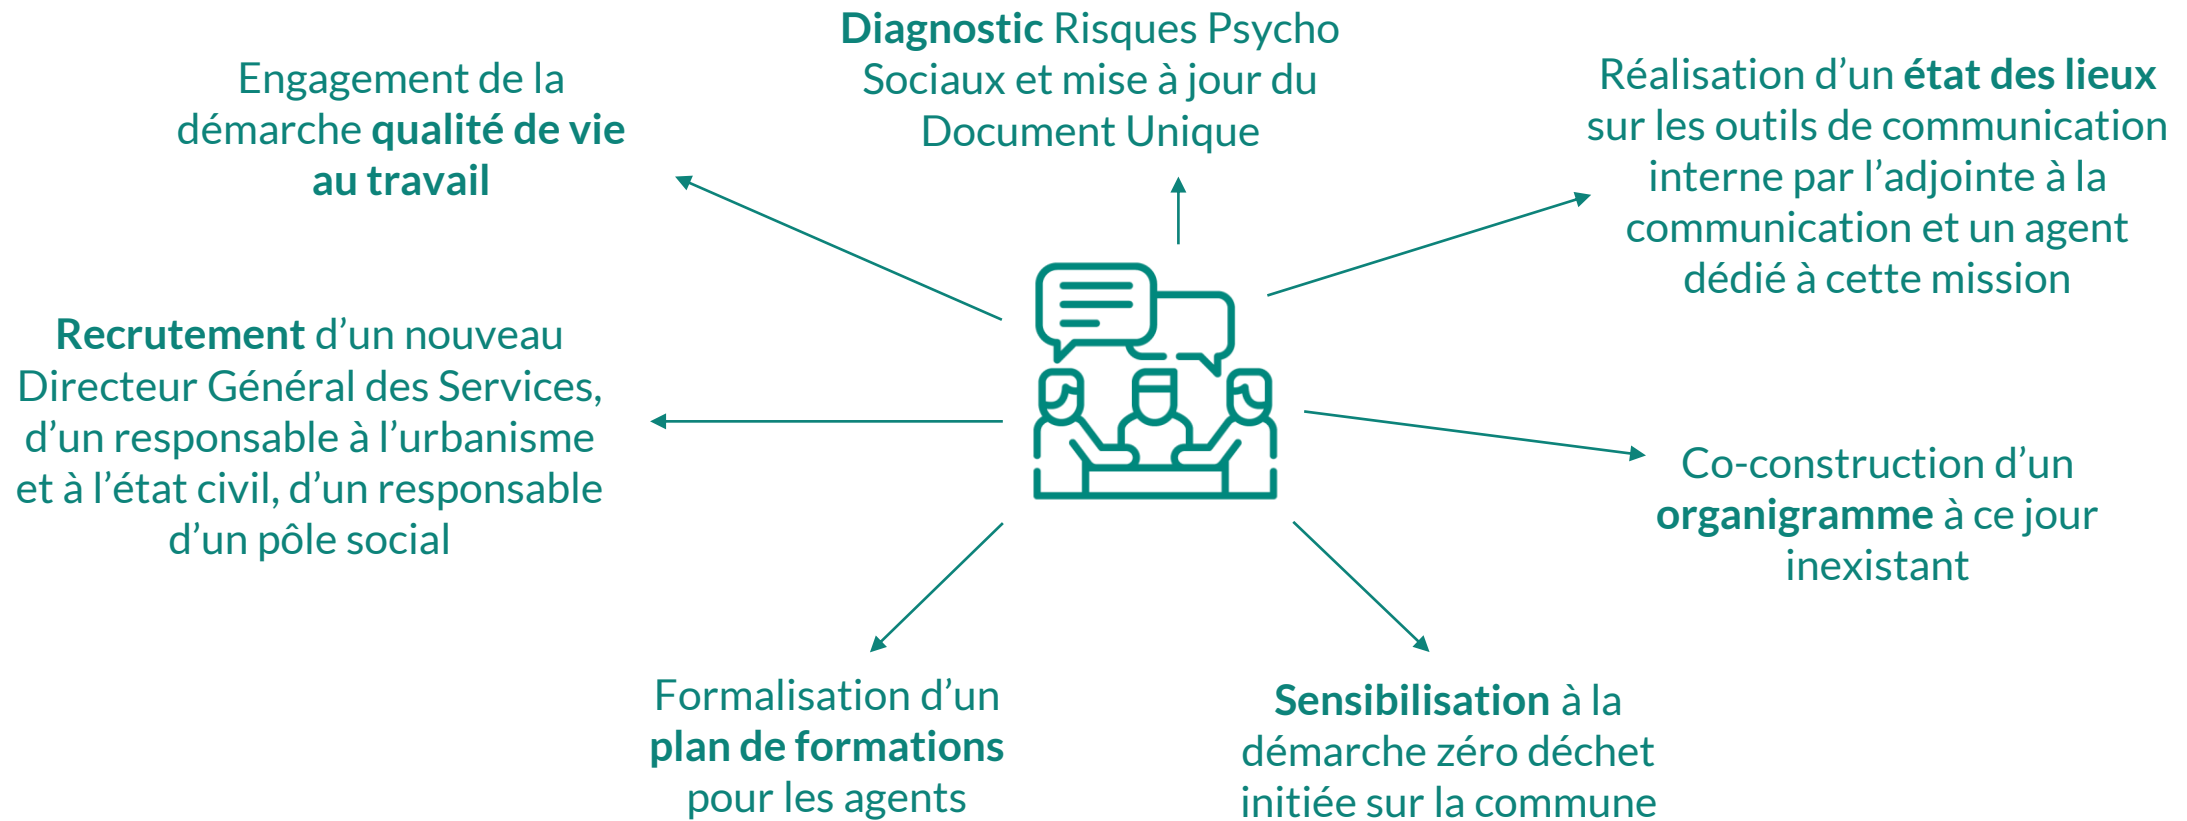 Diagnostic Risques Psycho
Sociaux et mise à jour du
Document Unique
Engagement de la
démarche qualité de vie
au travail
Réalisation d’un état des lieux
sur les outils de communication
interne par l’adjointe à la
communication et un agent
dédié à cette mission
Recrutement d’un nouveau
Directeur Général des Services,
d’un responsable à l’urbanisme
et à l’état civil, d’un responsable
d’un pôle social
Co-construction d’un
organigramme à ce jour
inexistant
Formalisation d’un
plan de formations
pour les agents
Sensibilisation à la
démarche zéro déchet
initiée sur la commune